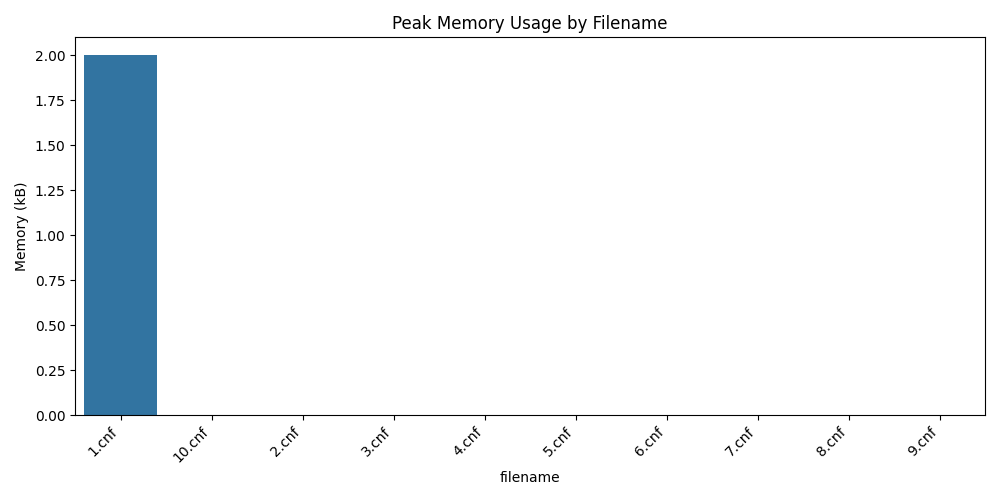 Peak Memory Usage by Filename
Memory (kB)
2.00
1.75
1.50
1.25
1.00
0.75
0.50
0.25
0.00
1.cnf
10.cnf
2.cnf
3.cnf
4.cnf
5.cnf
6.cnf
7.cnf
8.cnf
9.cnf
filename